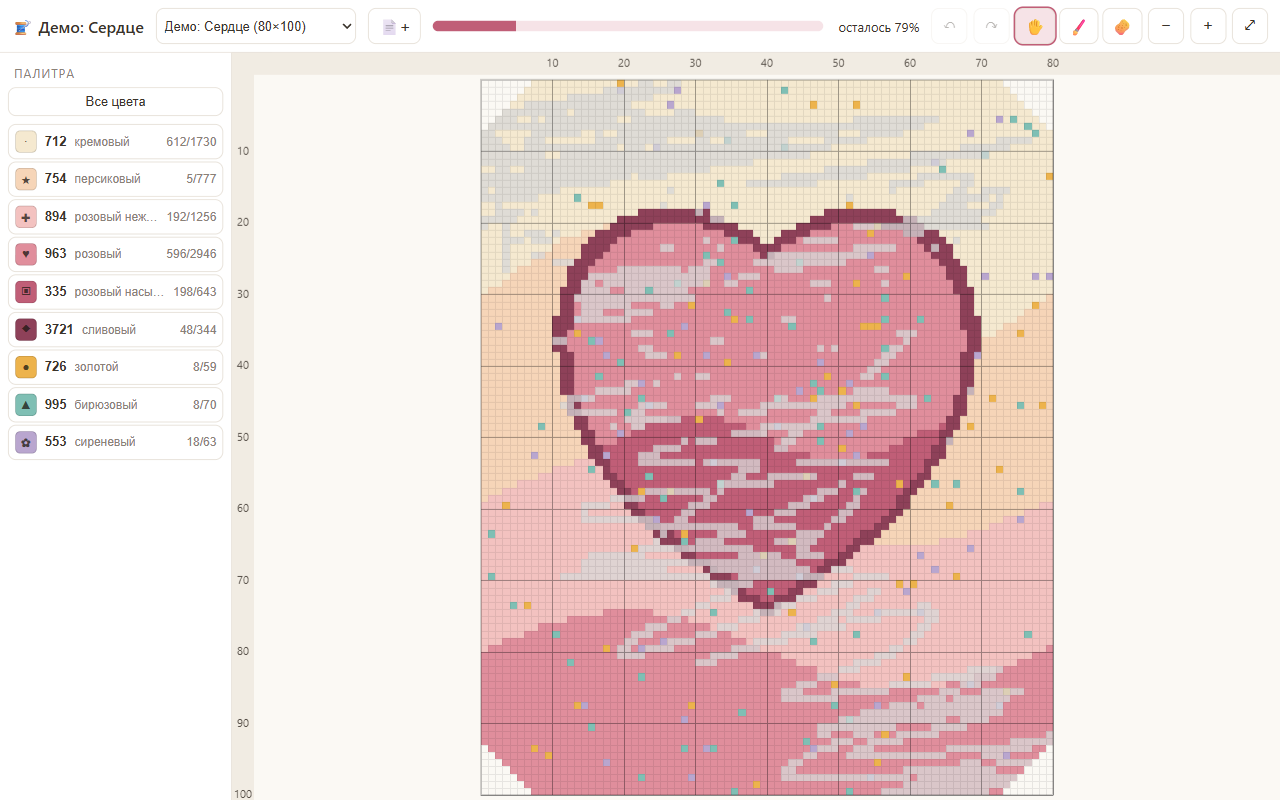 Демо: Сердце
Демо: Сердце (80×100)
+
осталось 79%
−
+
ПАЛИТРА
Все цвета
712 кремовый 612/1730
754 персиковый 5/777
894 розовый неж… 192/1256
963 розовый 596/2946
335 розовый насы… 198/643
3721 сливовый 48/344
726 золотой 8/59
995 бирюзовый 8/70
553 сиреневый 18/63
10 20 30 40 50 60 70 80
10
20
30
40
50
60
70
80
90
100